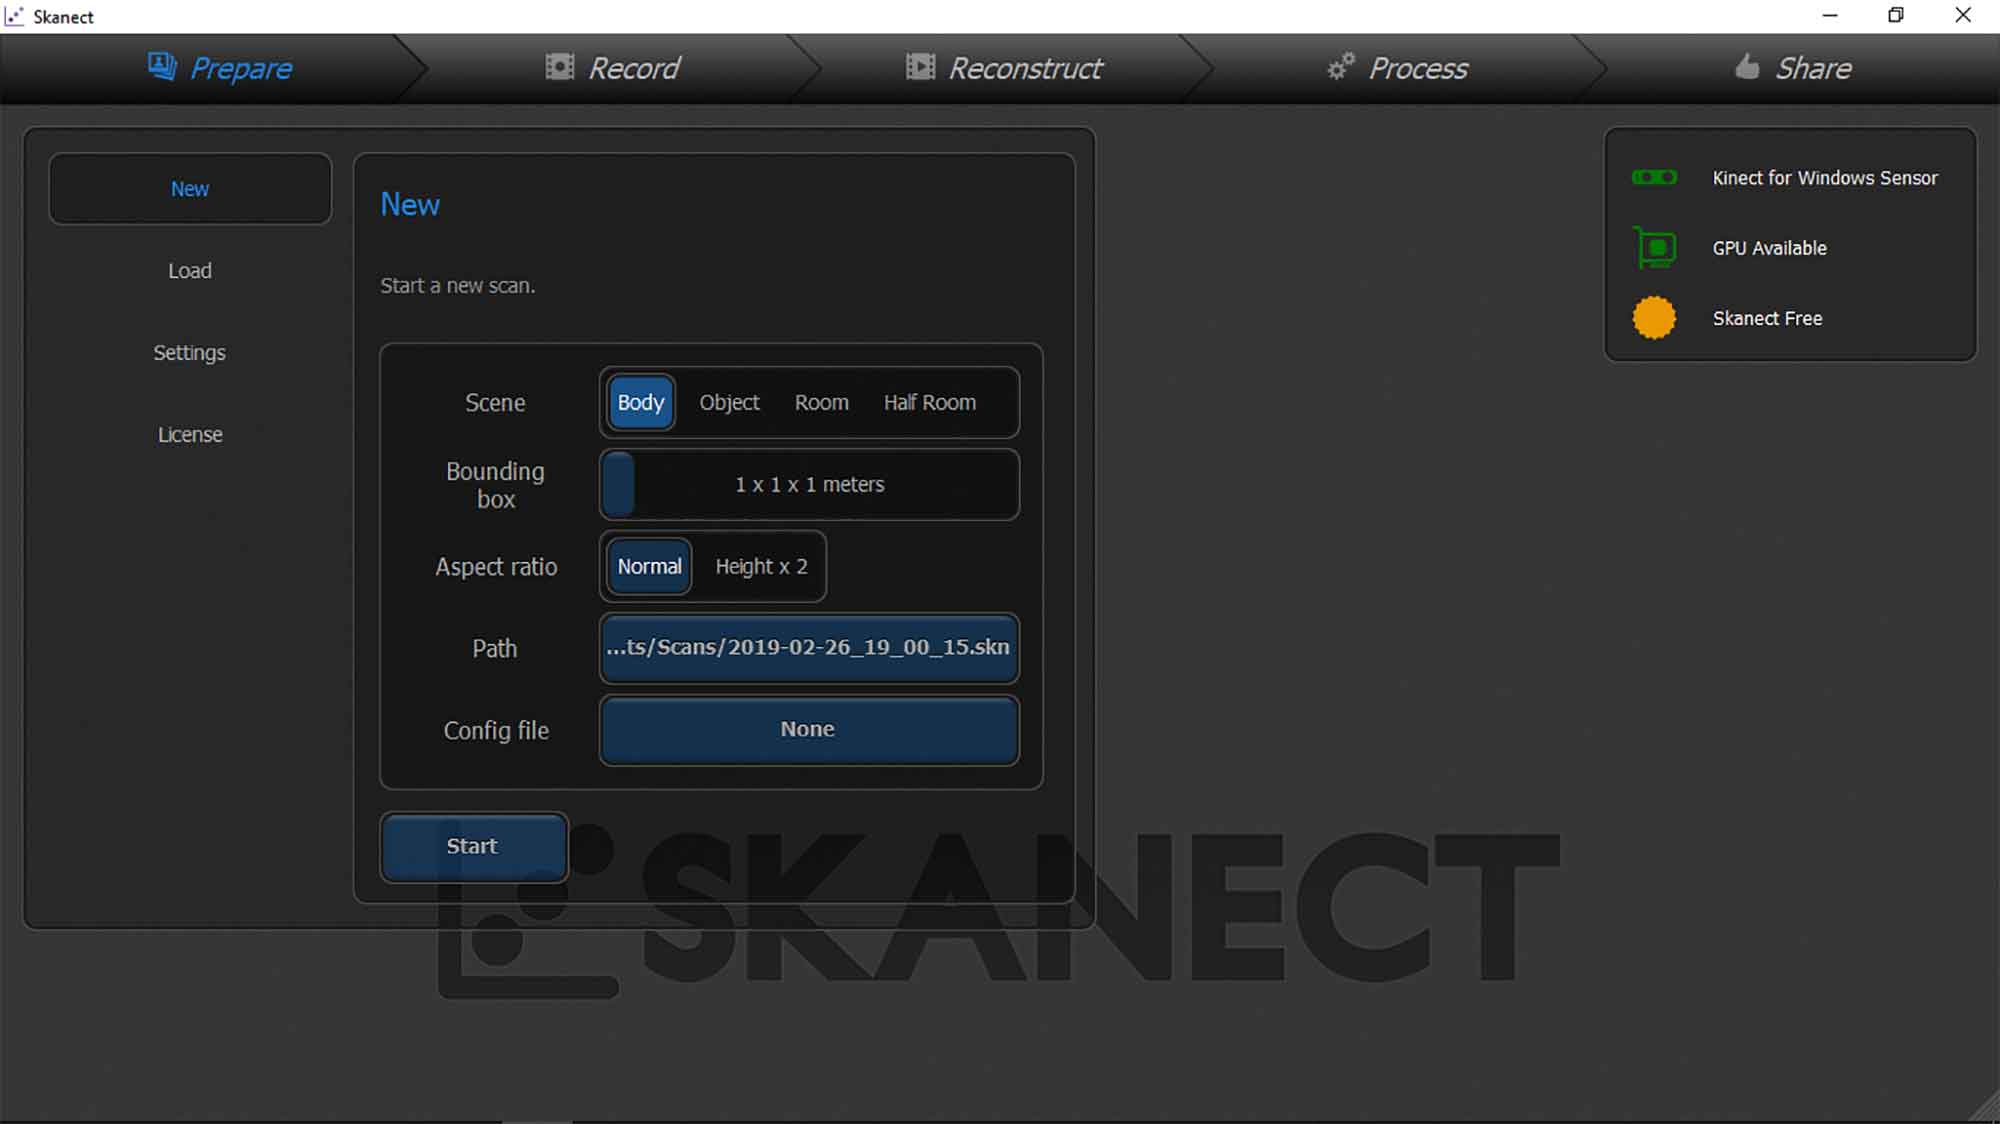 Skanect
Prepare
Record
Reconstruct
Process
Share
New
Load
Settings
License
New
Start a new scan.
Scene
Body
Object
Room
Half Room
Bounding
box
1 x 1 x 1 meters
Aspect ratio
Normal
Height x 2
Path
...ts/Scans/2019-02-26_19_00_15.skn
Config file
None
Start
Kinect for Windows Sensor
GPU Available
Skanect Free
SKANECT